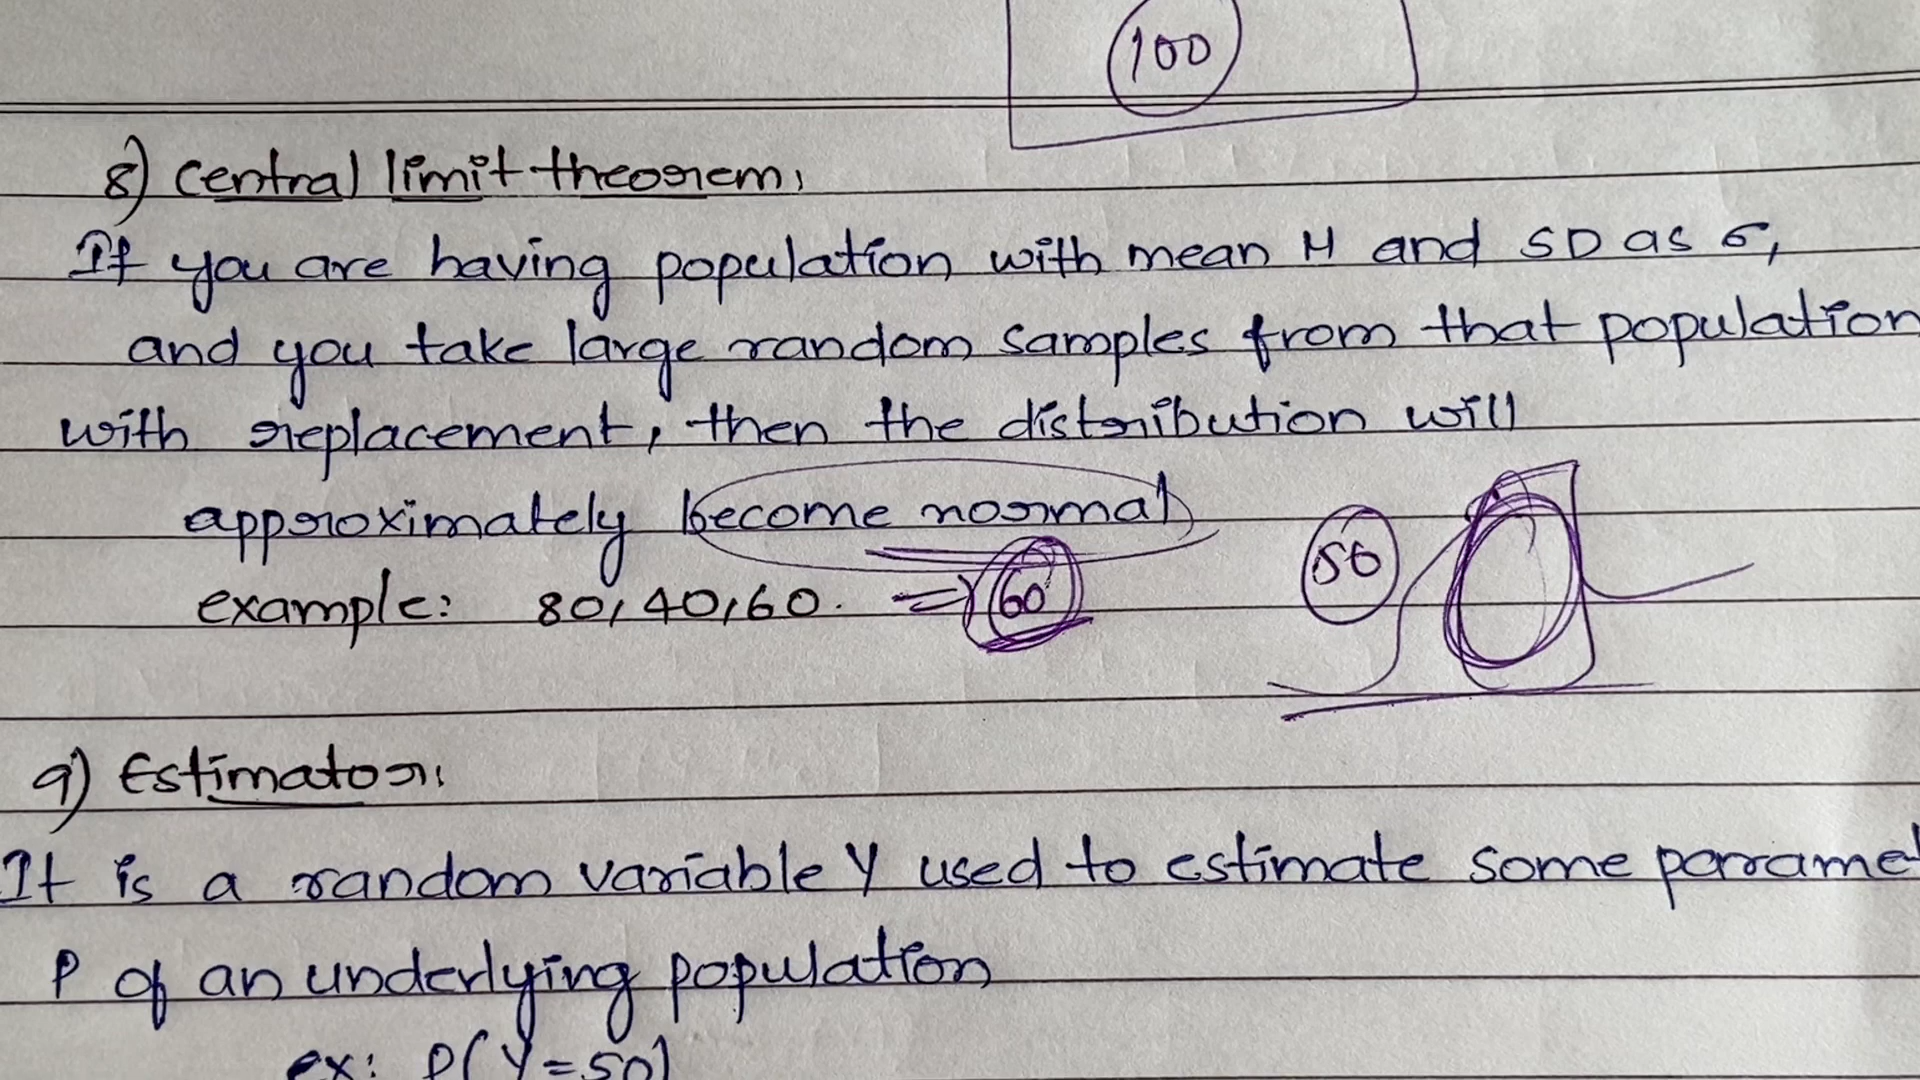 100
8) Central limit theorem:
If you are having population with mean μ and SD as σ,
and you take large random samples from that population
with replacement, then the distribution will
approximately become normal
50
example: 80,40,60. => 60
9) Estimator:
It is a random variable Y used to estimate some paramet
P of an underlying population
ex: P(Y=50)